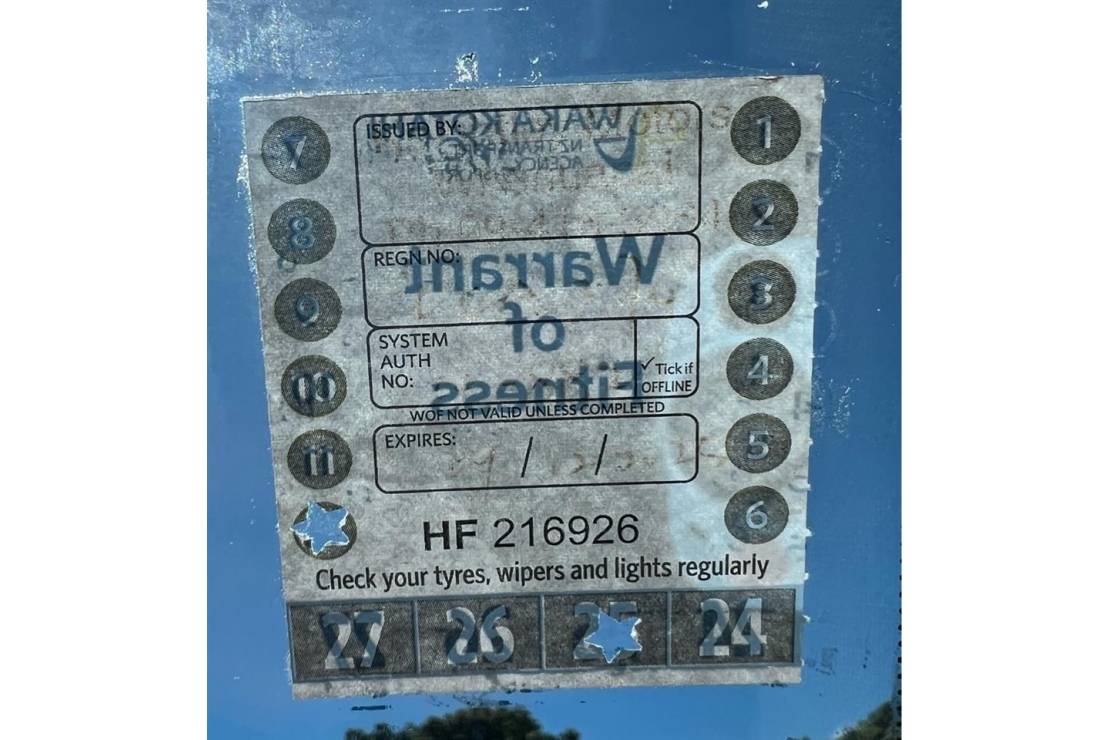 ISSUED BY:
WAKA KOTAHI
NZ TRANSPORT
AGENCY
REGN NO:
Warrant
of
Fitness
SYSTEM
AUTH
NO:
✓ Tick if
OFFLINE
WOF NOT VALID UNLESS COMPLETED
EXPIRES: / /
7 1
8 2
9 3
10 4
11 5
6
HF 216926
Check your tyres, wipers and lights regularly
27 26 25 24